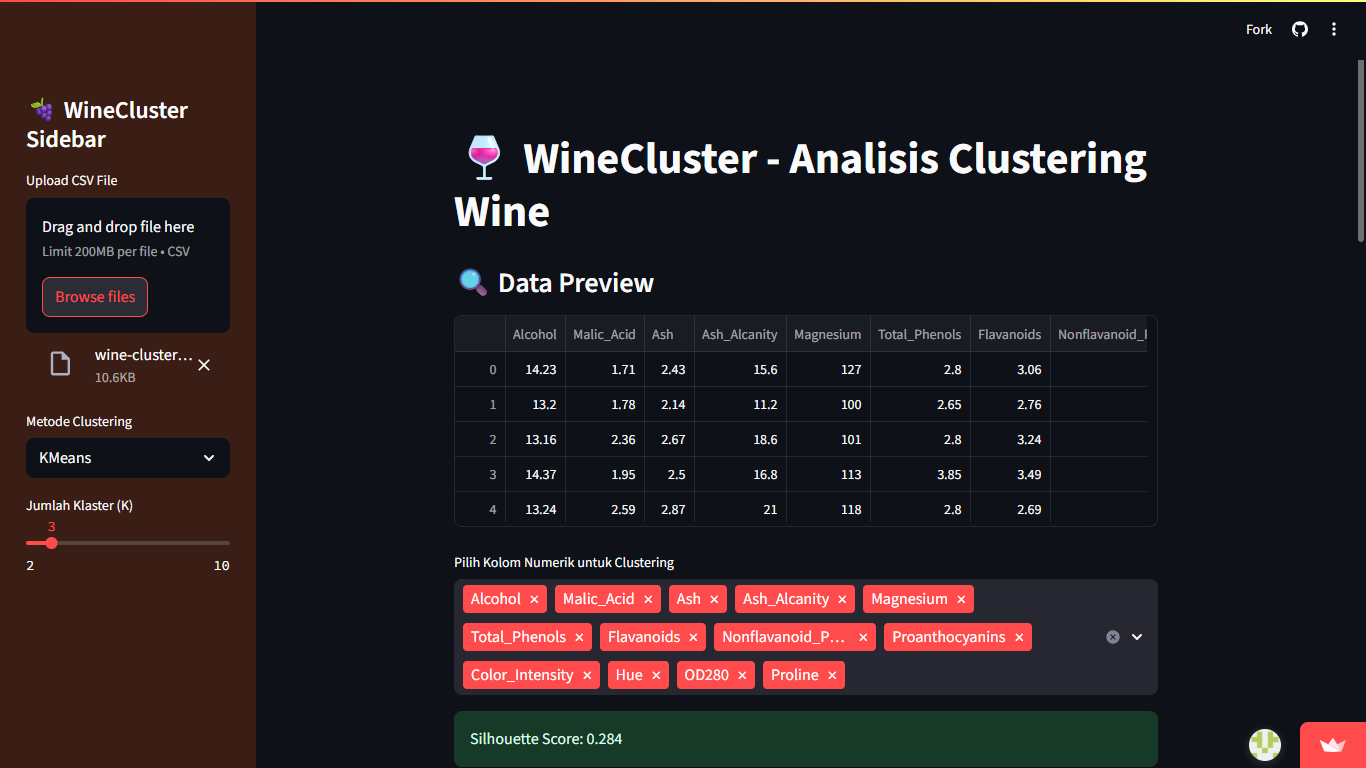 Fork
WineCluster
Sidebar
Upload CSV File
Drag and drop file here
Limit 200MB per file • CSV
Browse files
wine-cluster…
10.6KB
Metode Clustering
KMeans
Jumlah Klaster (K)
3
2 10
WineCluster - Analisis Clustering
Wine
Data Preview
Alcohol Malic_Acid Ash Ash_Alcanity Magnesium Total_Phenols Flavanoids Nonflavanoid_
0 14.23 1.71 2.43 15.6 127 2.8 3.06
1 13.2 1.78 2.14 11.2 100 2.65 2.76
2 13.16 2.36 2.67 18.6 101 2.8 3.24
3 14.37 1.95 2.5 16.8 113 3.85 3.49
4 13.24 2.59 2.87 21 118 2.8 2.69
Pilih Kolom Numerik untuk Clustering
Alcohol × Malic_Acid × Ash × Ash_Alcanity × Magnesium ×
Total_Phenols × Flavanoids × Nonflavanoid_P… × Proanthocyanins ×
Color_Intensity × Hue × OD280 × Proline ×
Silhouette Score: 0.284